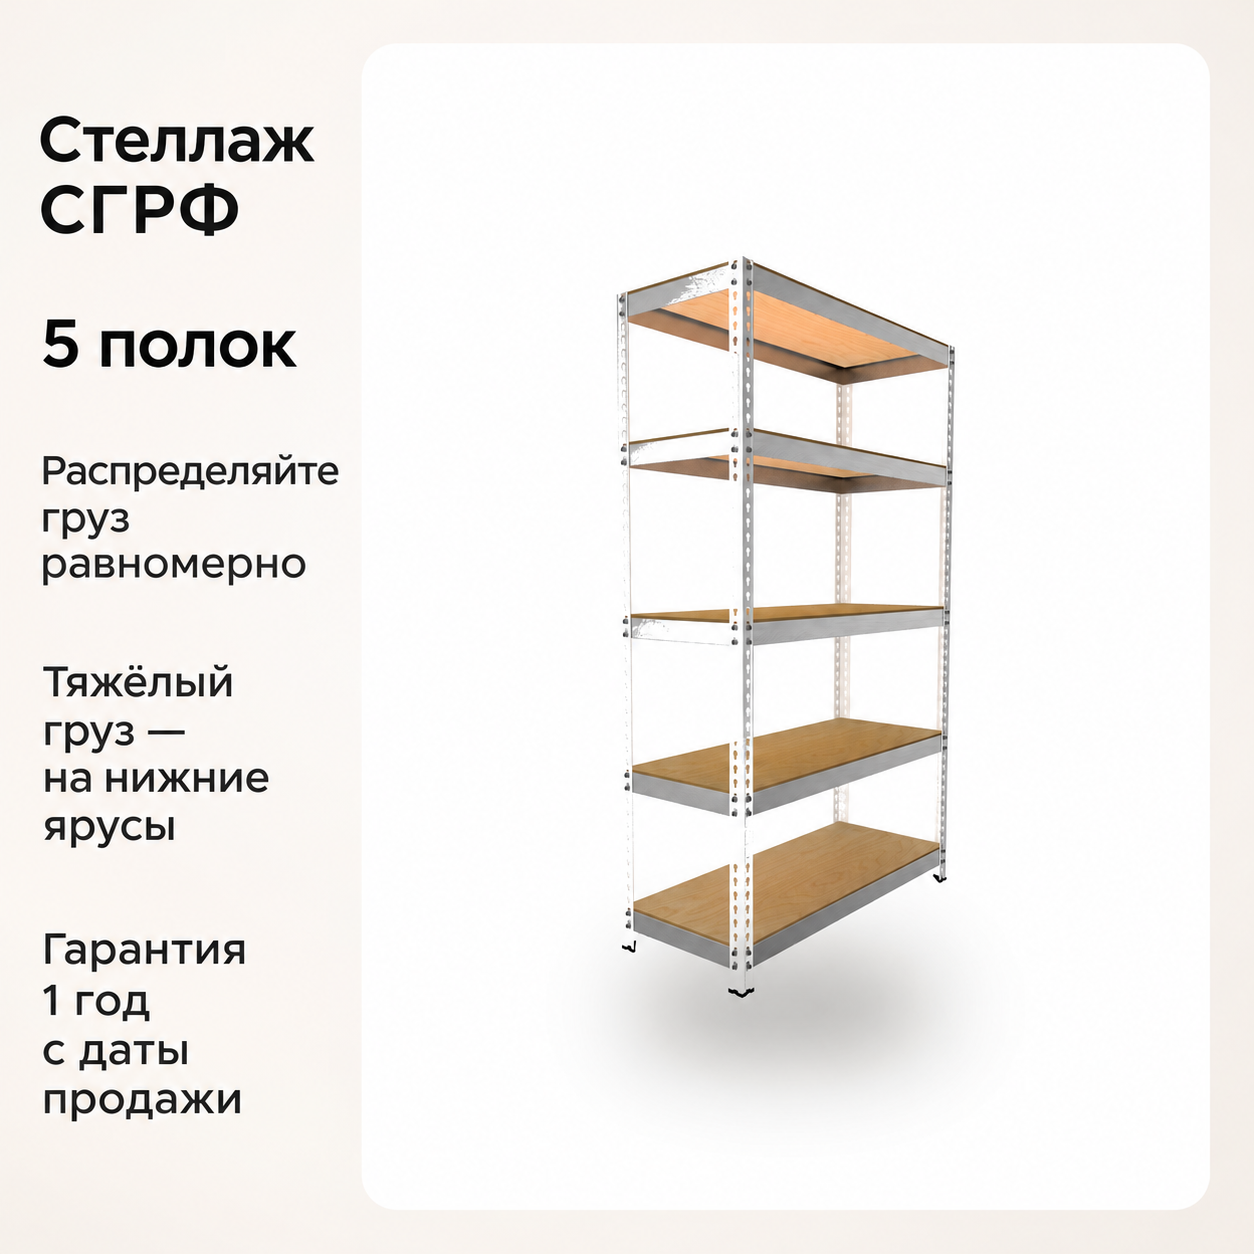 Стеллаж
СГРФ
5 полок
Распределяйте
груз
равномерно
Тяжёлый
груз —
на нижние
ярусы
Гарантия
1 год
с даты
продажи